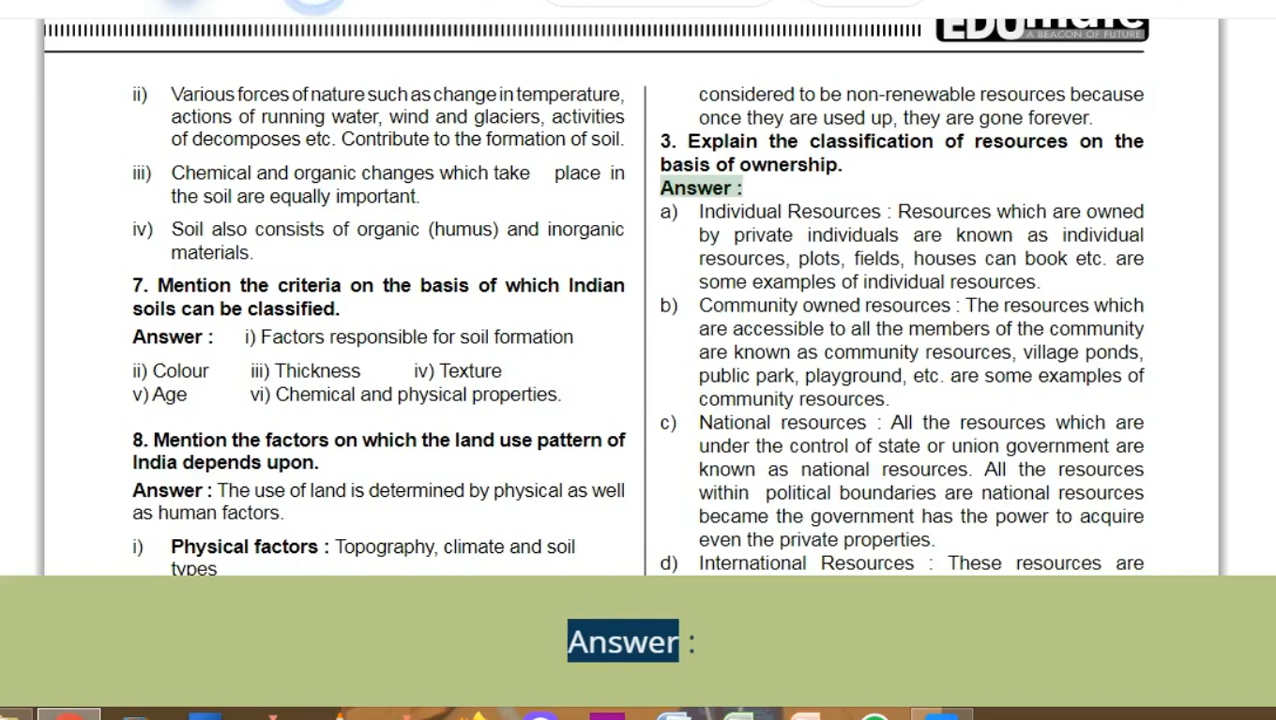 EDUmate
A BEACON OF FUTURE
ii) Various forces of nature such as change in temperature,
actions of running water, wind and glaciers, activities
of decomposes etc. Contribute to the formation of soil.
iii) Chemical and organic changes which take place in
the soil are equally important.
iv) Soil also consists of organic (humus) and inorganic
materials.
7. Mention the criteria on the basis of which Indian
soils can be classified.
Answer : i) Factors responsible for soil formation
ii) Colour iii) Thickness iv) Texture
v) Age vi) Chemical and physical properties.
8. Mention the factors on which the land use pattern of
India depends upon.
Answer : The use of land is determined by physical as well
as human factors.
i) Physical factors : Topography, climate and soil
types
considered to be non-renewable resources because
once they are used up, they are gone forever.
3. Explain the classification of resources on the
basis of ownership.
Answer :
a) Individual Resources : Resources which are owned
by private individuals are known as individual
resources, plots, fields, houses can book etc. are
some examples of individual resources.
b) Community owned resources : The resources which
are accessible to all the members of the community
are known as community resources, village ponds,
public park, playground, etc. are some examples of
community resources.
c) National resources : All the resources which are
under the control of state or union government are
known as national resources. All the resources
within political boundaries are national resources
became the government has the power to acquire
even the private properties.
d) International Resources : These resources are
Answer :